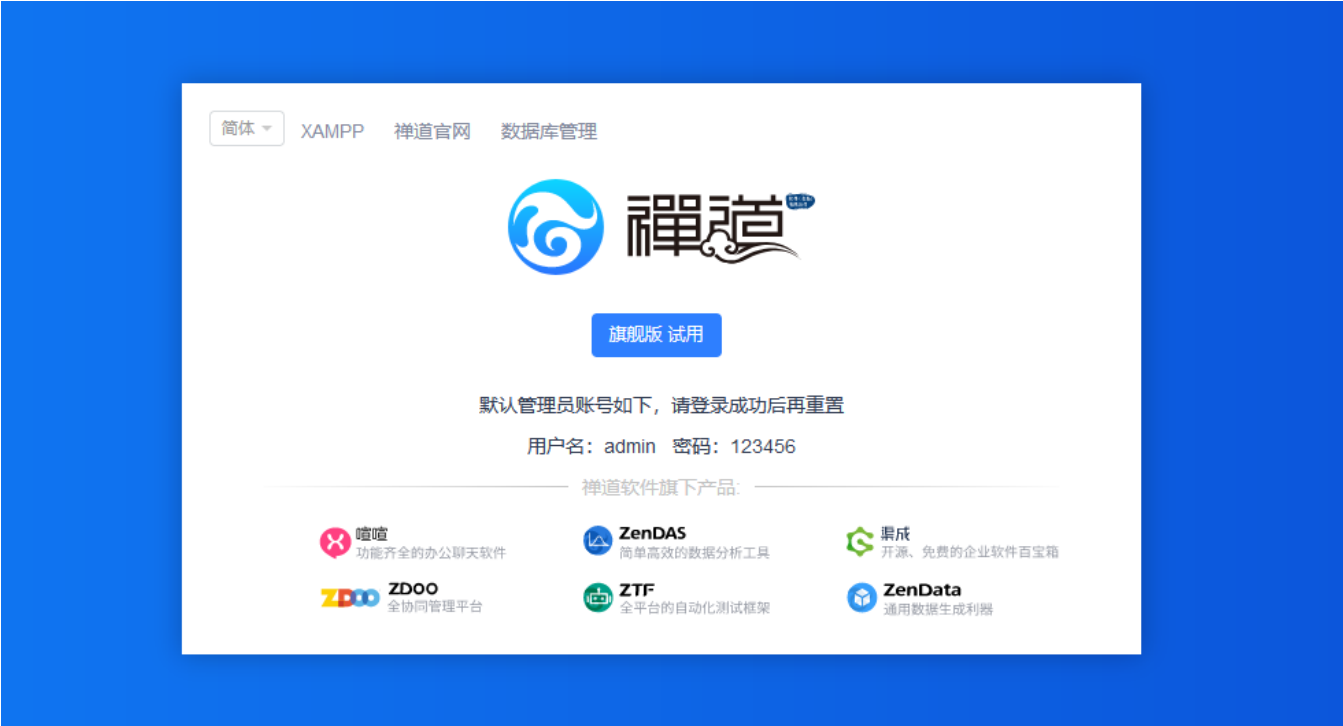 简体 XAMPP 禅道官网 数据库管理
禪道
旗舰版 试用
默认管理员账号如下，请登录成功后再重置
用户名：admin 密码：123456
禅道软件旗下产品:
喧喧
功能齐全的办公聊天软件
ZenDAS
简单高效的数据分析工具
渠成
开源、免费的企业软件百宝箱
ZDOO
ZDOO
全协同管理平台
ZTF
全平台的自动化测试框架
ZenData
通用数据生成利器